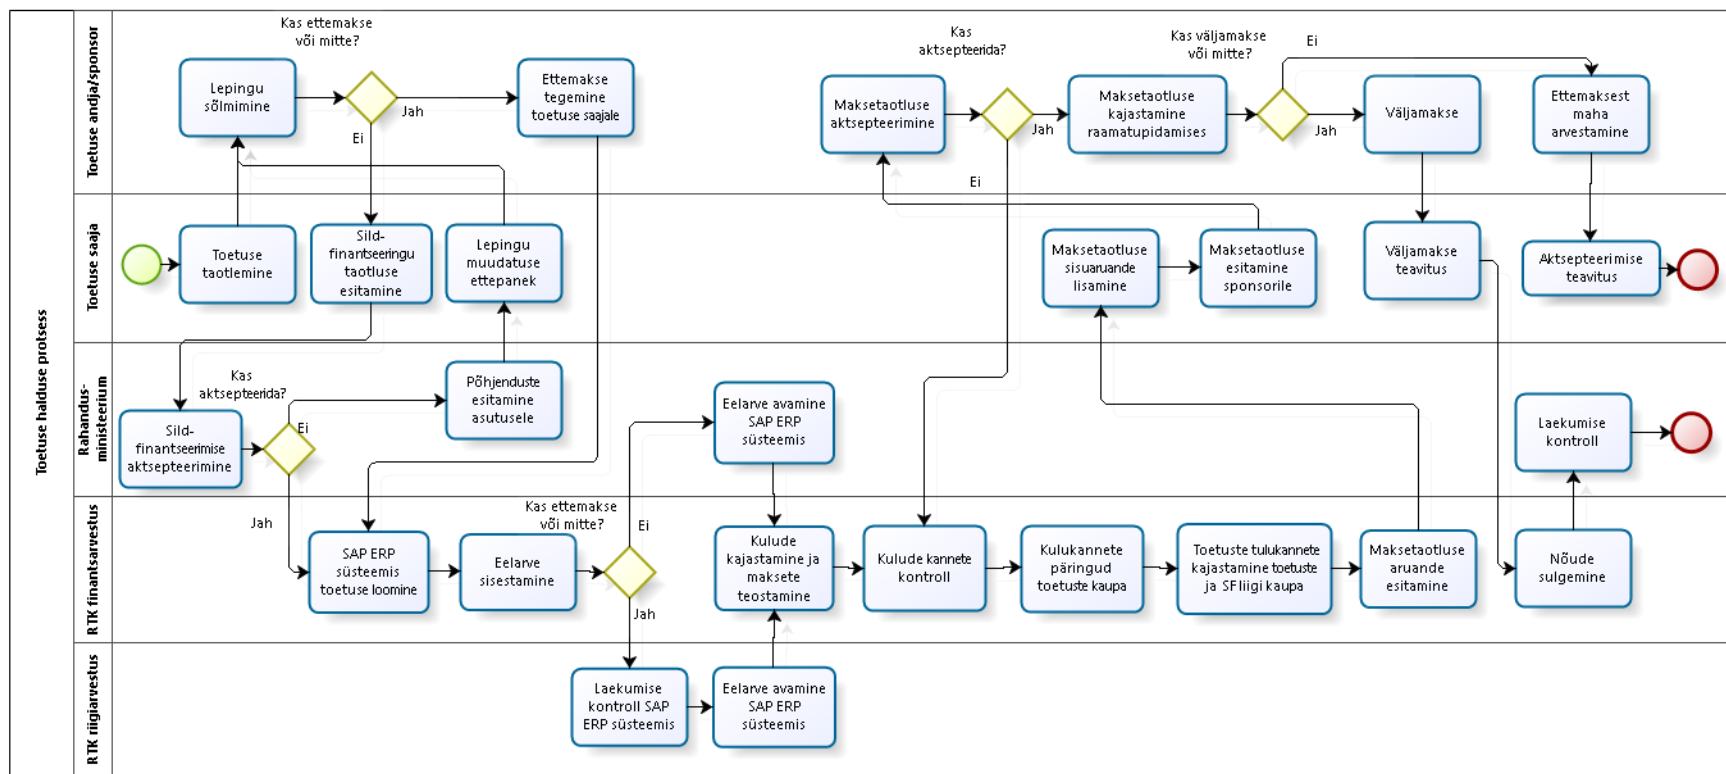 Toetuse halduse protsess
Toetuse andja/sponsor
Kas ettemakse
või mitte?
Lepingu
sõlmimine
Jah
Ei
Ettemakse
tegemine
toetuse saajale
Kas
aktsepteerida?
Maksetaotluse
aktsepteerimine
Jah
Ei
Maksetaotluse
kajastamine
raamatupidamises
Kas väljamakse
või mitte?
Ei
Jah
Väljamakse
Ettemaksest
maha
arvestamine
Toetuse saaja
Toetuse
taotlemine
Sild-
finantseeringu
taotluse
esitamine
Lepingu
muudatuse
ettepanek
Maksetaotluse
sisuaruande
lisamine
Maksetaotluse
esitamine
sponsorile
Väljamakse
teavitus
Aktsepteerimise
teavitus
Rahandus-
ministeerium
Kas
aktsepteerida?
Sild-
finantseerimise
aktsepteerimine
Ei
Jah
Põhjenduste
esitamine
asutusele
Eelarve avamine
SAP ERP
süsteemis
Laekumise
kontroll
RTK finantsarvestus
SAP ERP
süsteemis
toetuse loomine
Eelarve
sisestamine
Kas ettemakse
või mitte?
Ei
Jah
Kulude
kajastamine ja
maksete
teostamine
Kulude kannete
kontroll
Kulukannete
päringud
toetuste kaupa
Toetuste tulukannete
kajastamine toetuste
ja SF liigi kaupa
Maksetaotluse
aruande
esitamine
Nõude
sulgemine
RTK riigiarvestus
Laekumise
kontroll SAP
ERP süsteemis
Eelarve avamine
SAP ERP
süsteemis